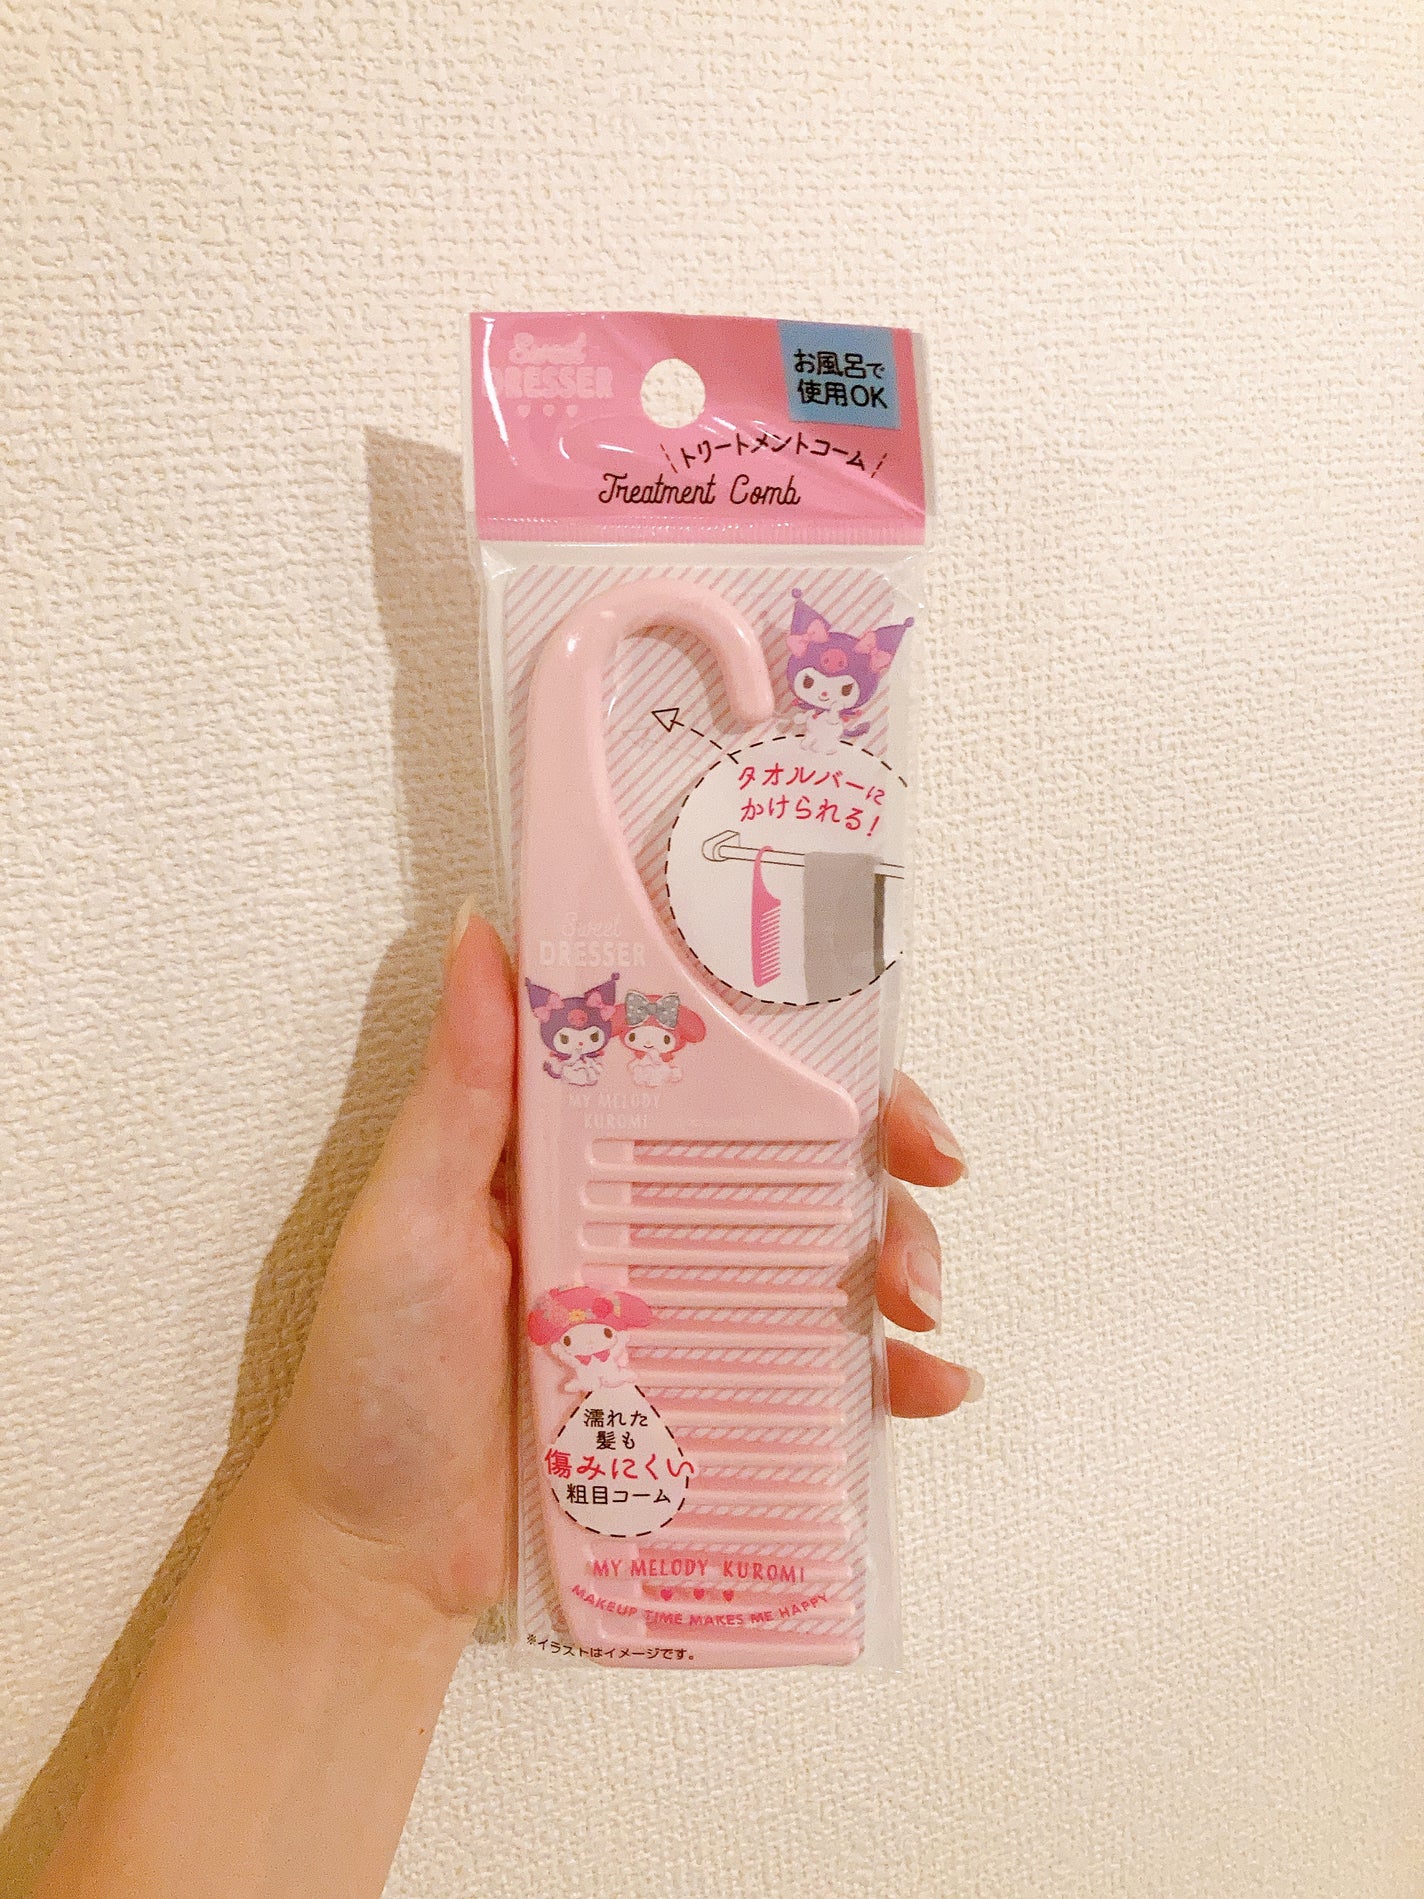 Sweet
DRESSER
お風呂で
使用OK
トリートメントコーム
Treatment Comb
タオルバーに
かけられる!
Sweet
DRESSER
MY MELODY
KUROMI
濡れた
髪も
傷みにくい
粗目コーム
MY MELODY KUROMI
MAKEUP TIME MAKES ME HAPPY
※イラストはイメージです。